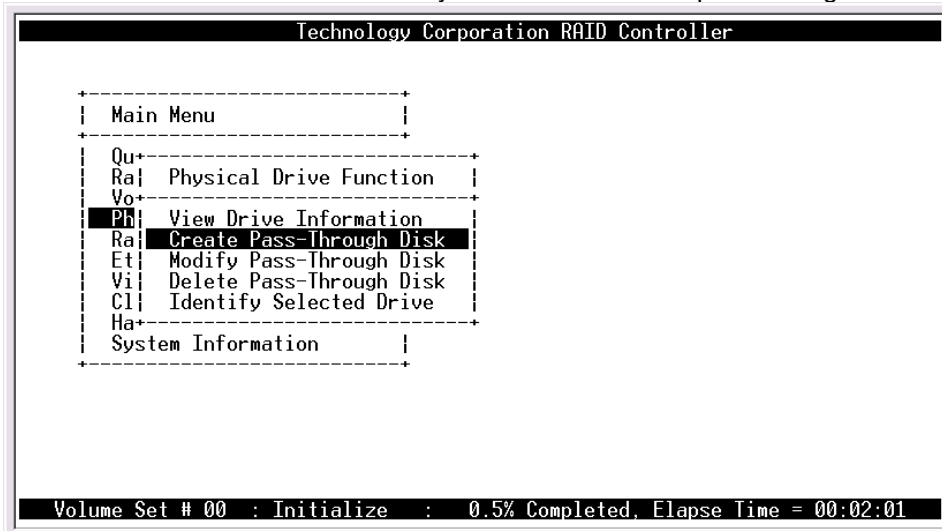 Technology Corporation RAID Controller
Main Menu
Qu
Ra Physical Drive Function
Vo
Ph View Drive Information
Ra Create Pass-Through Disk
Et Modify Pass-Through Disk
Vi Delete Pass-Through Disk
Cl Identify Selected Drive
Ha
System Information
Volume Set # 00 : Initialize : 0.5% Completed, Elapse Time = 00:02:01